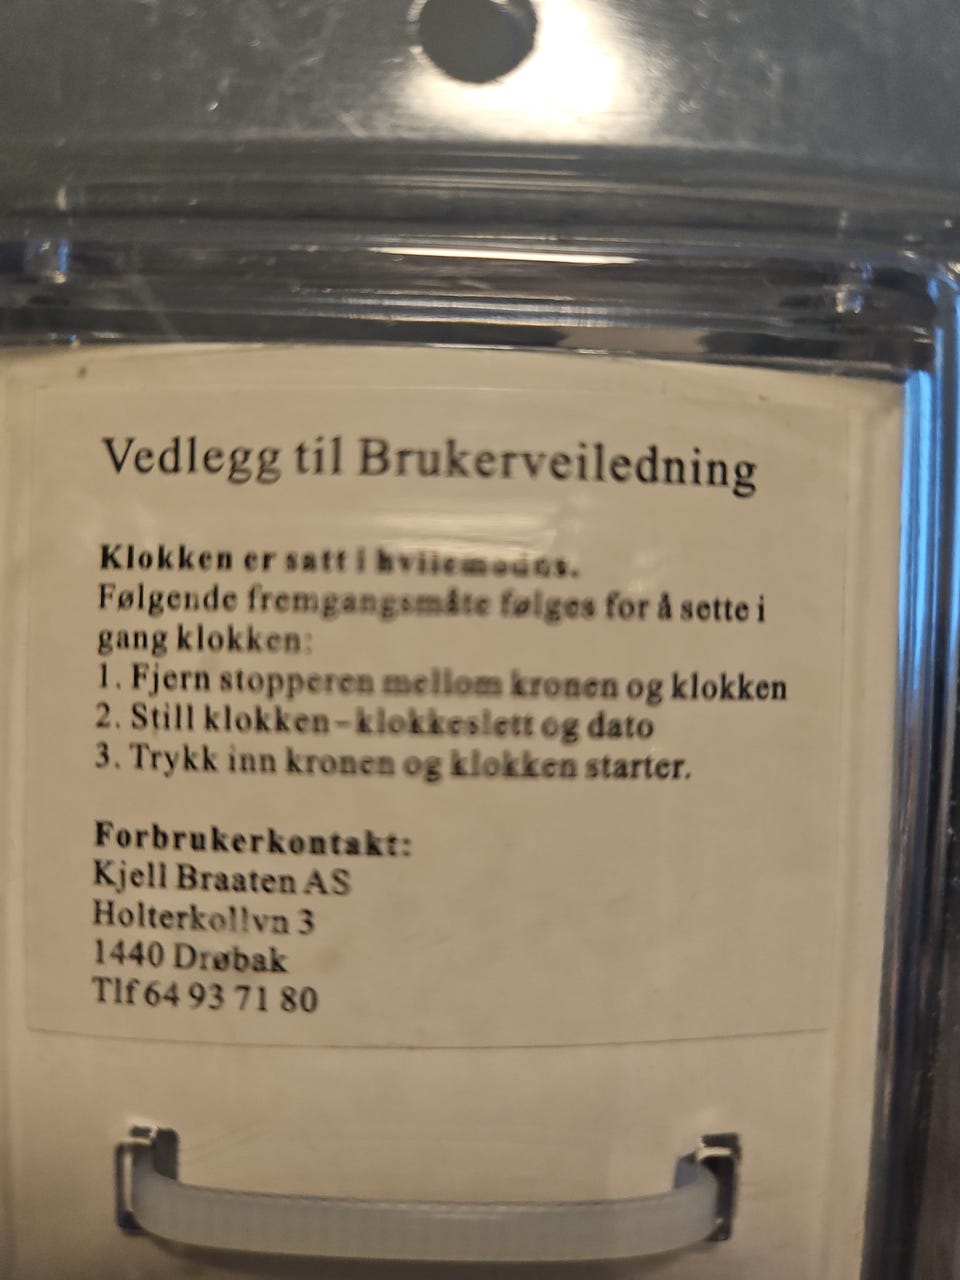 Vedlegg til Brukerveiledning
Klokken er satt i hvilemodus.
Følgende fremgangsmåte følges for å sette i
gang klokken:
1. Fjern stopperen mellom kronen og klokken
2. Still klokken – klokkeslett og dato
3. Trykk inn kronen og klokken starter.
Forbrukerkontakt:
Kjell Braaten AS
Holterkollvn 3
1440 Drøbak
Tlf 64 93 71 80